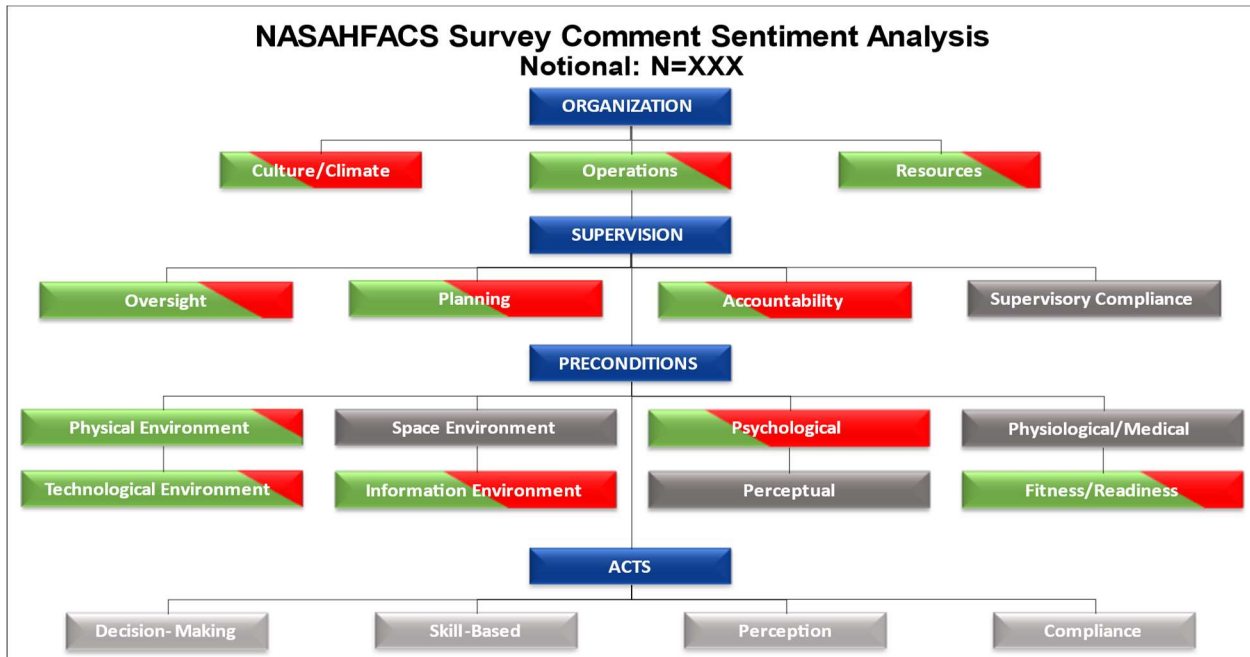 NASAHFACS Survey Comment Sentiment Analysis
Notional: N=XXX
ORGANIZATION
Culture/Climate
Operations
Resources
SUPERVISION
Oversight
Planning
Accountability
Supervisory Compliance
PRECONDITIONS
Physical Environment
Space Environment
Psychological
Physiological/Medical
Technological Environment
Information Environment
Perceptual
Fitness/Readiness
ACTS
Decision- Making
Skill-Based
Perception
Compliance